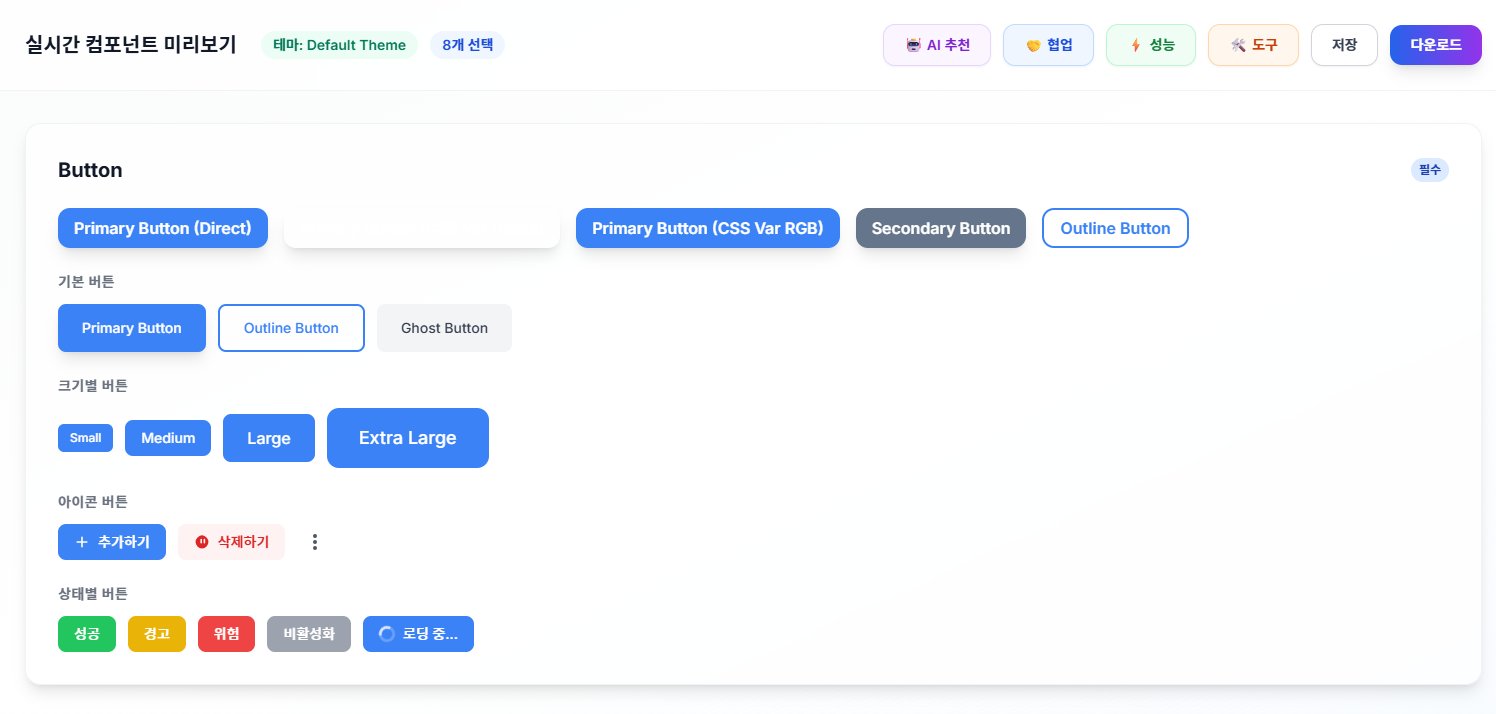 실시간 컴포넌트 미리보기 테마: Default Theme 8개 선택 AI 추천 협업 성능 도구 저장 다운로드
Button 필수
Primary Button (Direct) Primary Button (CSS Var RGB) Secondary Button Outline Button
기본 버튼
Primary Button Outline Button Ghost Button
크기별 버튼
Small Medium Large Extra Large
아이콘 버튼
추가하기 삭제하기
상태별 버튼
성공 경고 위험 비활성화 로딩 중...